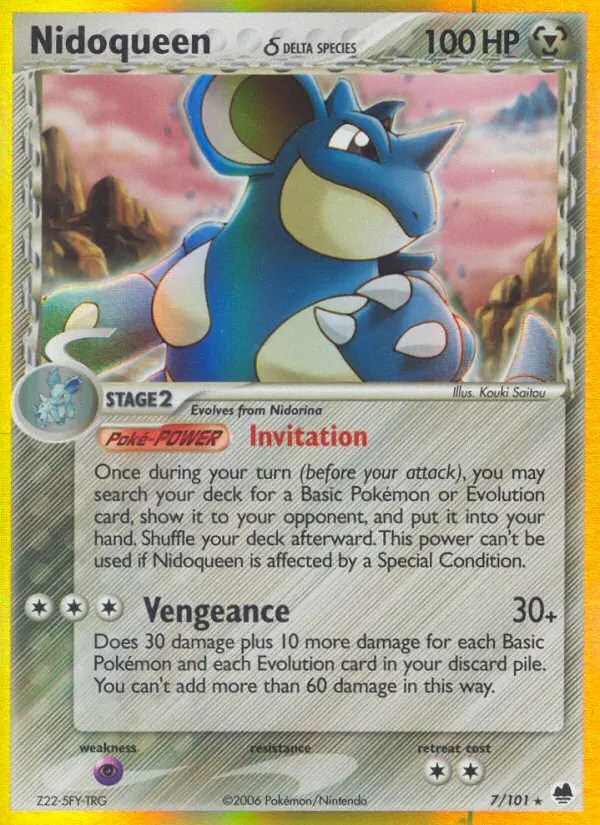 Nidoqueen δ DELTA SPECIES 100 HP
Illus. Kouki Saitou
STAGE2
Evolves from Nidorina
Poké-POWER Invitation
Once during your turn (before your attack), you may
search your deck for a Basic Pokémon or Evolution
card, show it to your opponent, and put it into your
hand. Shuffle your deck afterward. This power can't be
used if Nidoqueen is affected by a Special Condition.
Vengeance 30+
Does 30 damage plus 10 more damage for each Basic
Pokémon and each Evolution card in your discard pile.
You can't add more than 60 damage in this way.
weakness resistance retreat cost
Z22-5FY-TRG ©2006 Pokémon/Nintendo 7/101 ★